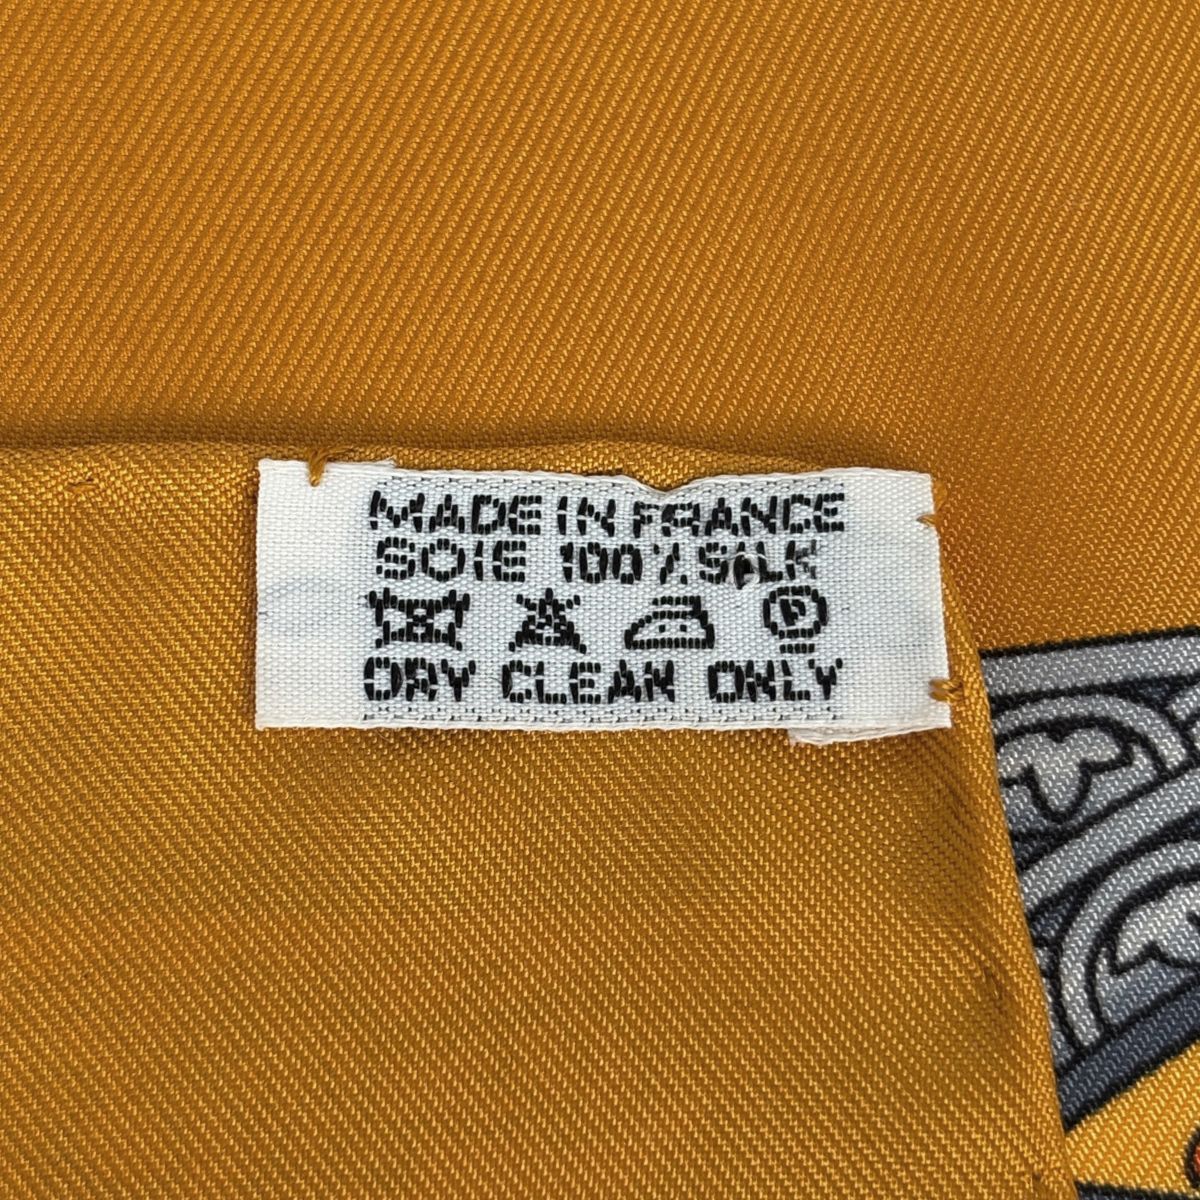 MADE IN FRANCE
SOIE 100% SILK
P
DRY CLEAN ONLY